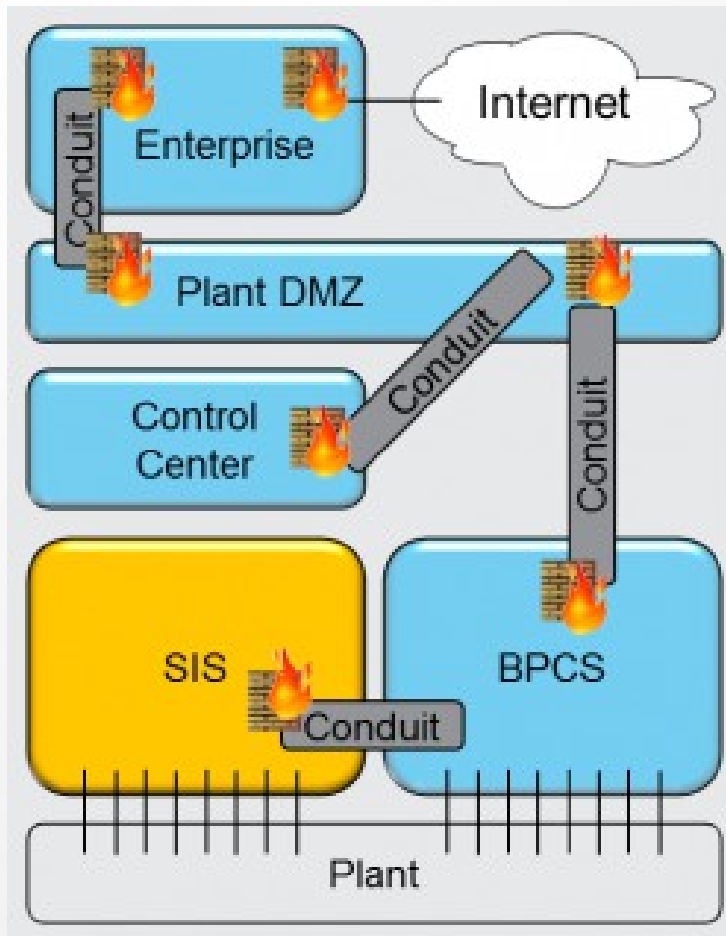 Internet
Enterprise
Conduit
Plant DMZ
Conduit
Control
Center
Conduit
SIS
BPCS
Conduit
Plant